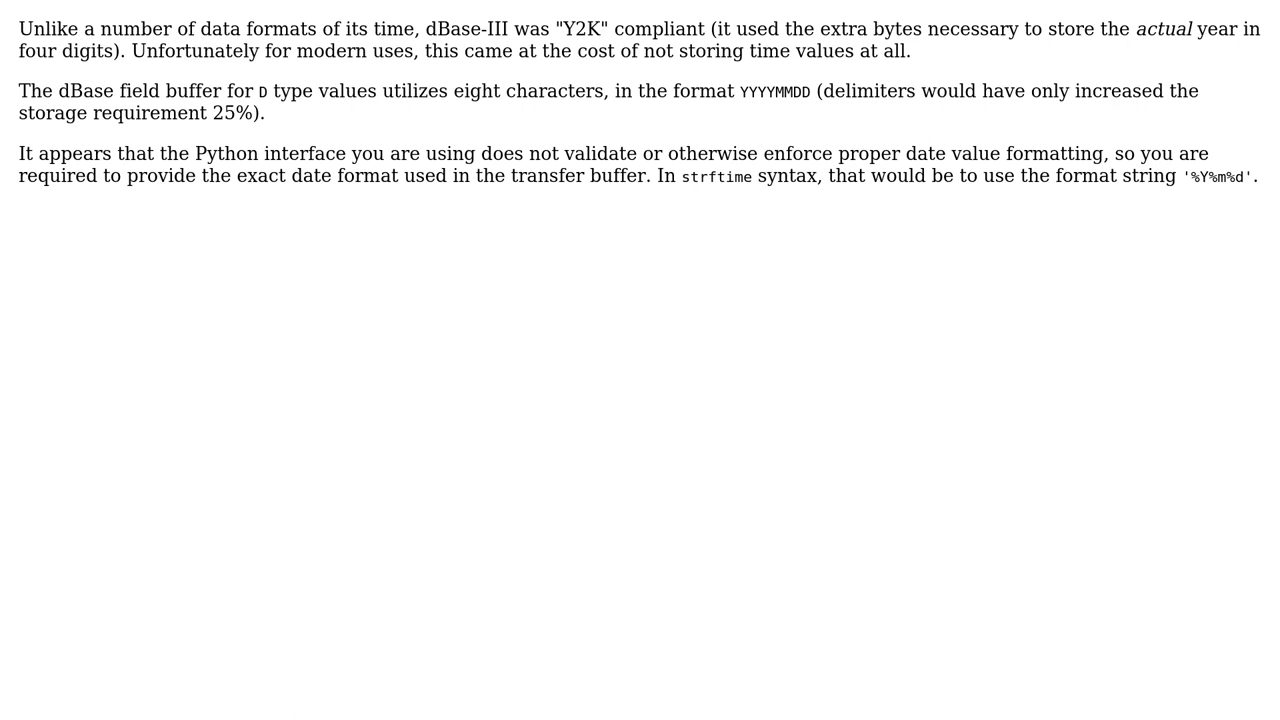 Unlike a number of data formats of its time, dBase-III was "Y2K" compliant (it used the extra bytes necessary to store the actual year in
four digits). Unfortunately for modern uses, this came at the cost of not storing time values at all.
The dBase field buffer for D type values utilizes eight characters, in the format YYYYMMDD (delimiters would have only increased the
storage requirement 25%).
It appears that the Python interface you are using does not validate or otherwise enforce proper date value formatting, so you are
required to provide the exact date format used in the transfer buffer. In strftime syntax, that would be to use the format string '%Y%m%d'.